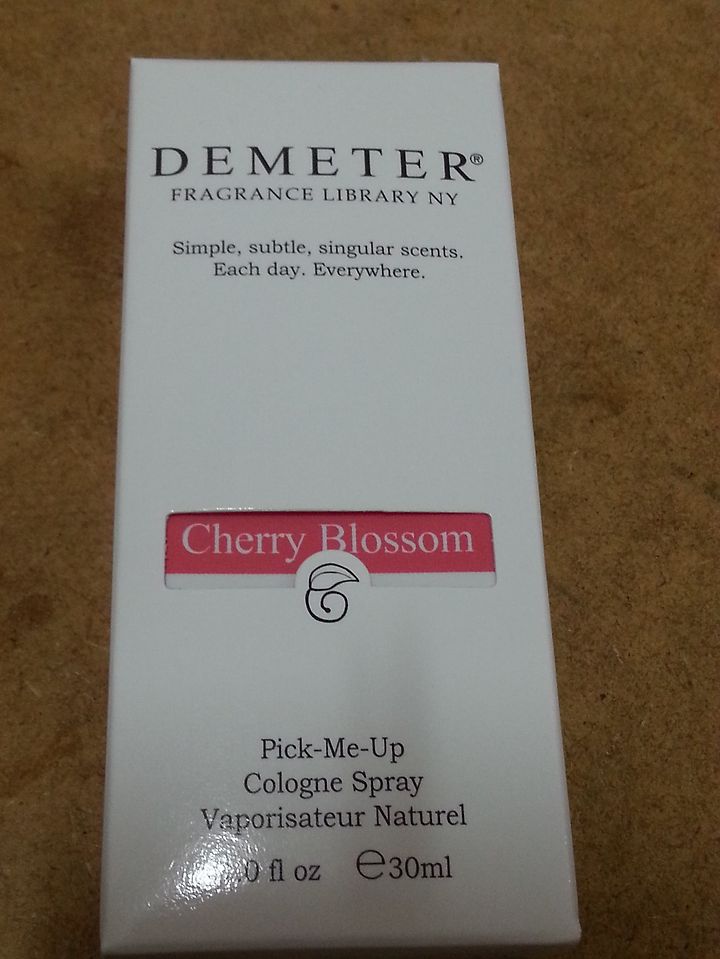 DEMETER®
FRAGRANCE LIBRARY NY
Simple, subtle, singular scents.
Each day. Everywhere.
Cherry Blossom
Pick-Me-Up
Cologne Spray
Vaporisateur Naturel
.0 fl oz ℮30ml